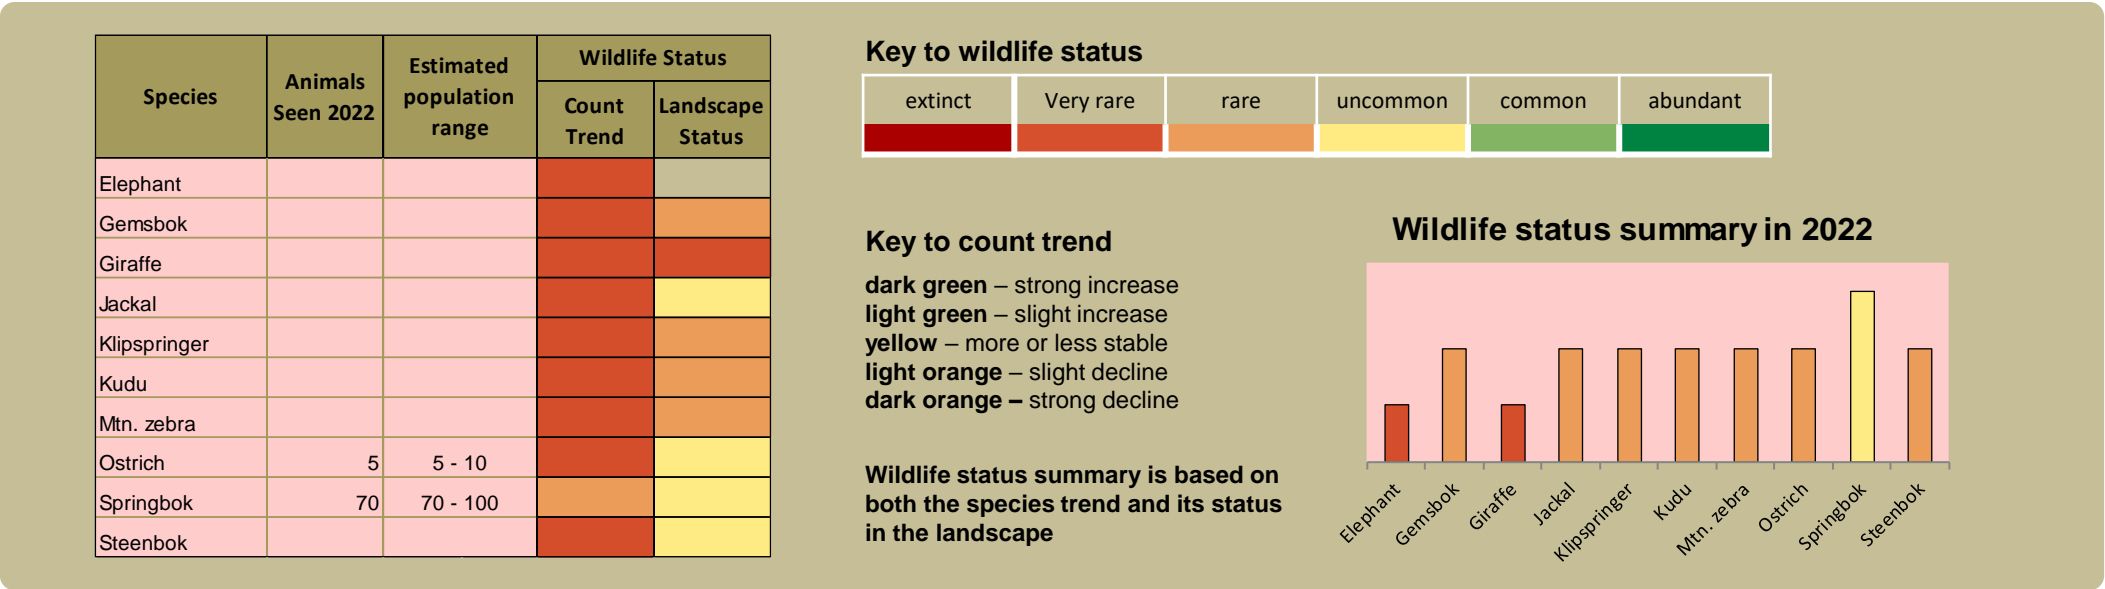 Species
Animals
Seen 2022
Estimated
population
range
Wildlife Status
Count
Trend
Landscape
Status
Elephant
Gemsbok
Giraffe
Jackal
Klipspringer
Kudu
Mtn. zebra
Ostrich 5 5 - 10
Springbok 70 70 - 100
Steenbok
Key to wildlife status
extinct Very rare rare uncommon common abundant
Key to count trend
dark green – strong increase
light green – slight increase
yellow – more or less stable
light orange – slight decline
dark orange – strong decline
Wildlife status summary is based on
both the species trend and its status
in the landscape
Wildlife status summary in 2022
Elephant
Gemsbok
Giraffe
Jackal
Klipspringer
Kudu
Mtn. zebra
Ostrich
Springbok
Steenbok